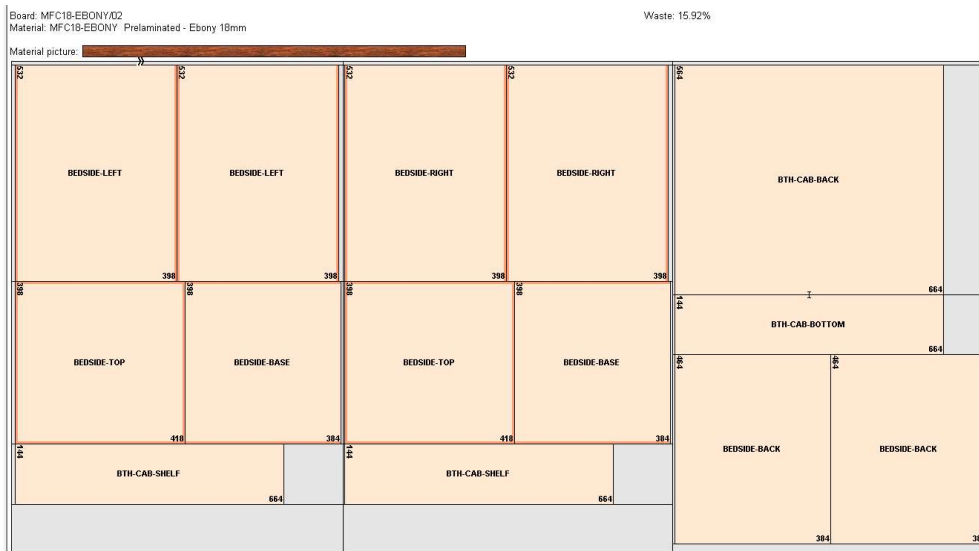 Board: MFC18-EBONY/02
Waste: 15.92%
Material: MFC18-EBONY Prelaminated - Ebony 18mm
Material picture:
532
532
532
532
564
BEDSIDE-LEFT
BEDSIDE-LEFT
BEDSIDE-RIGHT
BEDSIDE-RIGHT
BTH-CAB-BACK
398
398
398
398
664
398
398
398
398
144
BTH-CAB-BOTTOM
664
BEDSIDE-TOP
BEDSIDE-BASE
BEDSIDE-TOP
BEDSIDE-BASE
464
464
418
384
418
384
144
144
BTH-CAB-SHELF
BTH-CAB-SHELF
BEDSIDE-BACK
BEDSIDE-BACK
664
664
384